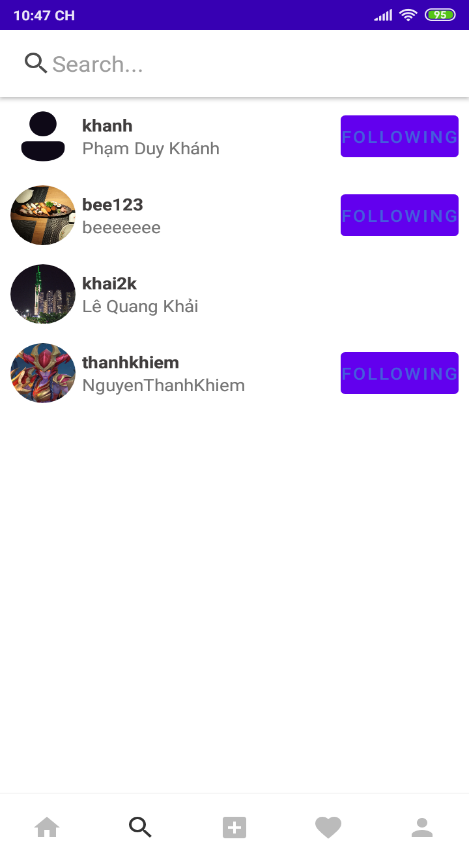 10:47 CH
95
Search...
khanh
Phạm Duy Khánh
FOLLOWING
bee123
beeeeeee
FOLLOWING
khai2k
Lê Quang Khải
thanhkhiem
NguyenThanhKhiem
FOLLOWING